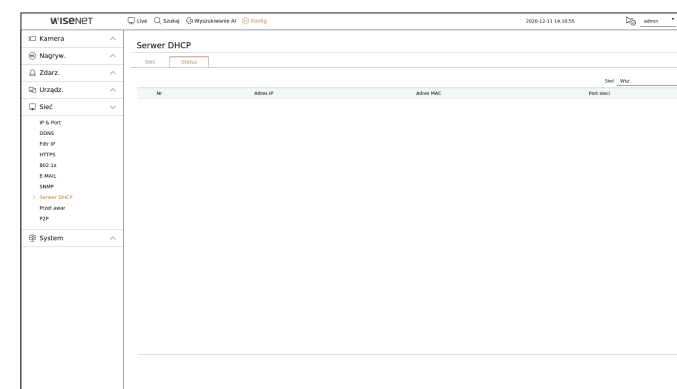 WISENET
Live Szukaj Wyszukiwanie AI Konfig 2020-12-11 14:10:55 admin
Kamera
Nagryw.
Zdarz.
Urządz.
Sieć
IP & Port
DDNS
Filtr IP
HTTPS
802.1x
E-MAIL
SNMP
Serwer DHCP
Przeł awar
P2P
System
Serwer DHCP
Sieć Status
Sieć Wsz.
Nr Adres IP Adres MAC Port sieci